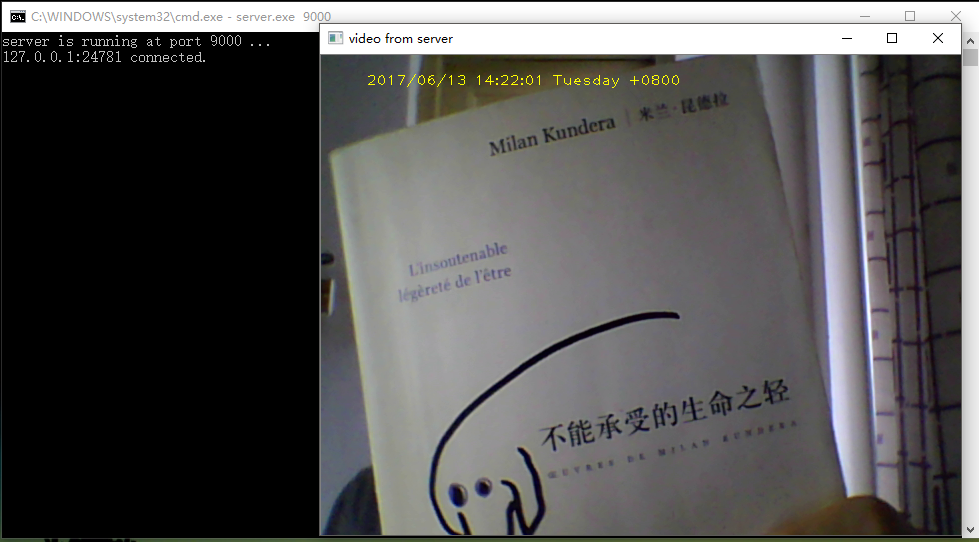 C:\WINDOWS\system32\cmd.exe - server.exe 9000
server is running at port 9000 ...
127.0.0.1:24781 connected.
video from server
2017/06/13 14:22:01 Tuesday +0800
Milan Kundera | 米兰·昆德拉
L'insoutenable
légèreté de l'être
不能承受的生命之轻
ŒUVRES DE MILAN KUNDERA